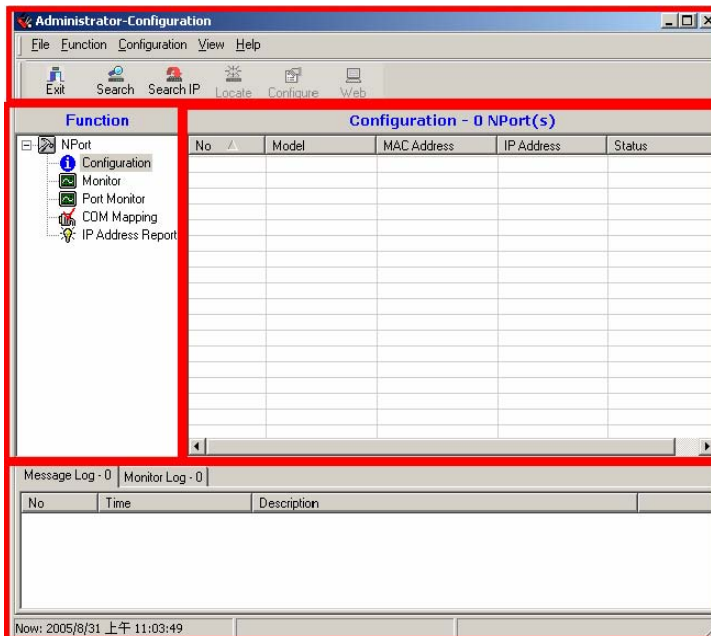 Administrator-Configuration
File Function Configuration View Help
Exit Search Search IP Locate Configure Web
Function
NPort
Configuration
Monitor
Port Monitor
COM Mapping
IP Address Report
Configuration - 0 NPort(s)
No Model MAC Address IP Address Status
Message Log - 0 Monitor Log - 0
No Time Description
Now: 2005/8/31 上午 11:03:49